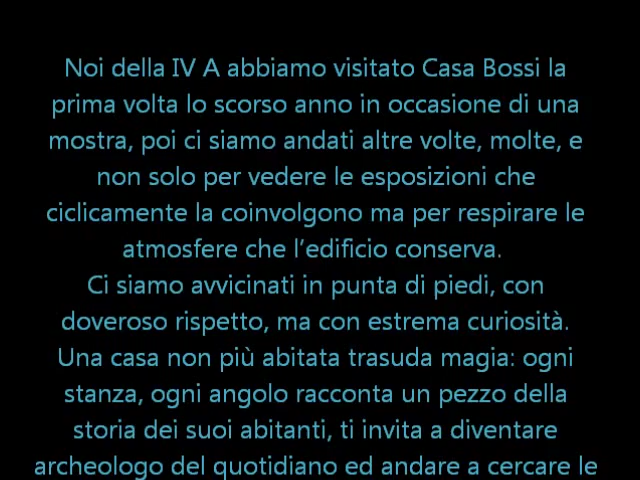 Noi della IV A abbiamo visitato Casa Bossi la
prima volta lo scorso anno in occasione di una
mostra, poi ci siamo andati altre volte, molte, e
non solo per vedere le esposizioni che
ciclicamente la coinvolgono ma per respirare le
atmosfere che l’edificio conserva.
Ci siamo avvicinati in punta di piedi, con
doveroso rispetto, ma con estrema curiosità.
Una casa non più abitata trasuda magia: ogni
stanza, ogni angolo racconta un pezzo della
storia dei suoi abitanti, ti invita a diventare
archeologo del quotidiano ed andare a cercare le